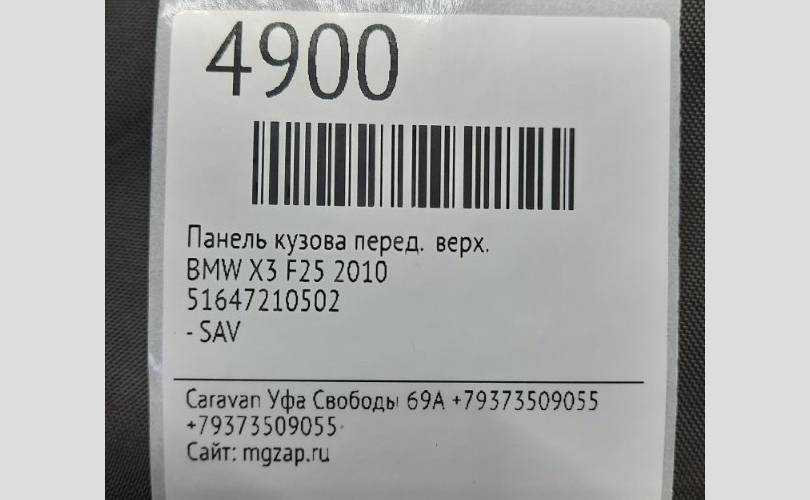 4900
Панель кузова перед. верх.
BMW X3 F25 2010
51647210502
- SAV
Caravan Уфа Свободы 69А +79373509055
+79373509055
Сайт: mgzap.ru